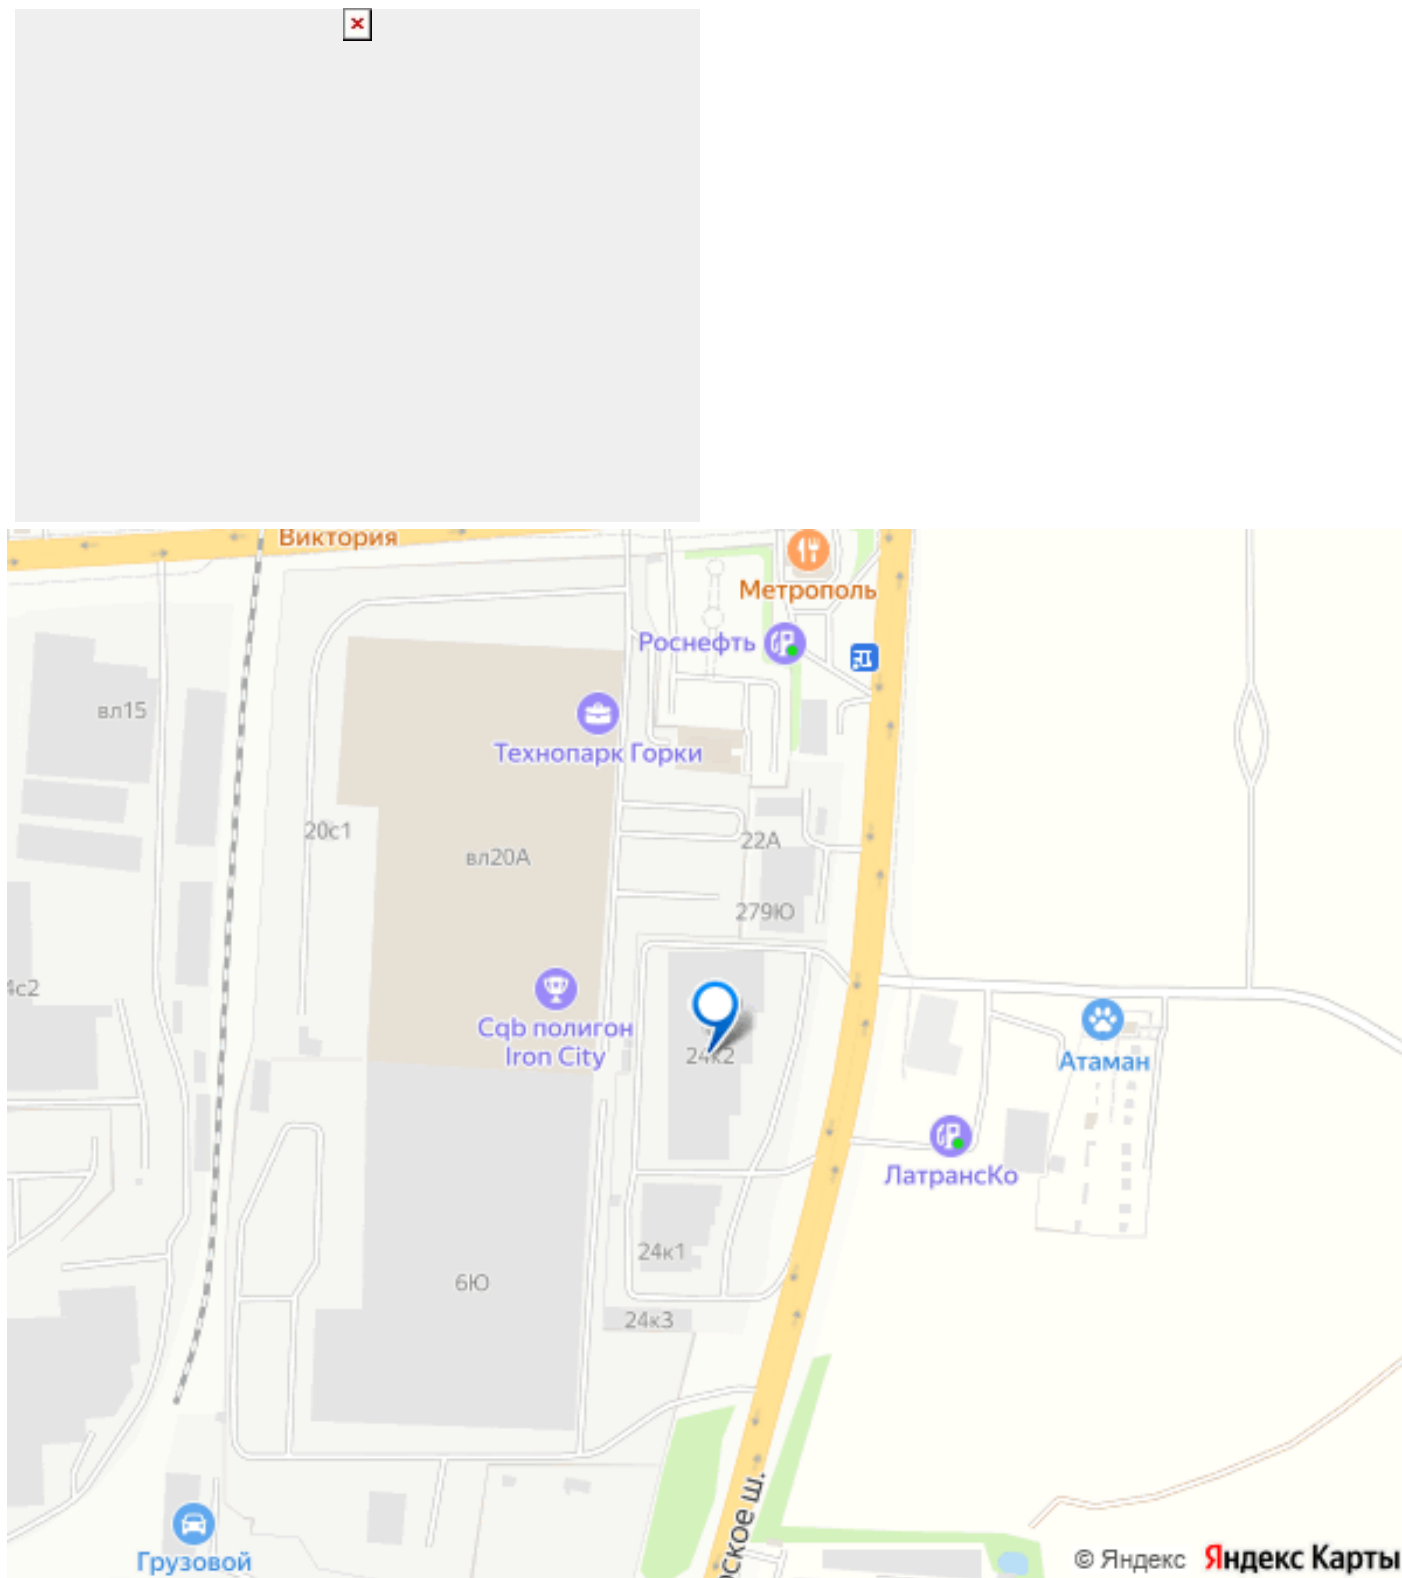 Виктория
Метрополь
Роснефть
вл15
Технопарк Горки
20с1
22А
вл20А
279Ю
4с2
Cqb полигон
Iron City
24к2
Атаман
ЛатрансКо
24к1
6Ю
24к3
рское ш.
Грузовой
© Яндекс Яндекс Карты